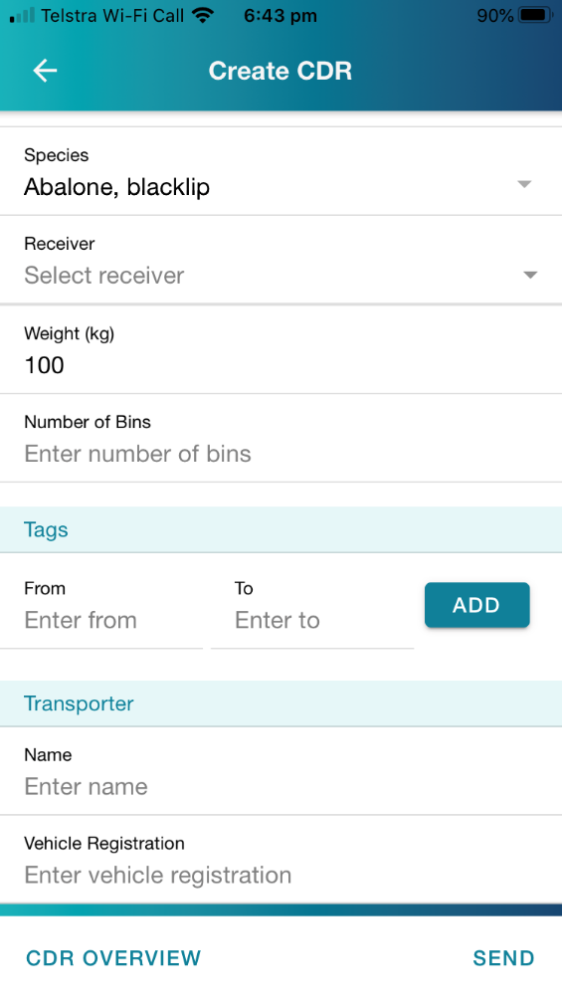 Telstra Wi-Fi Call 6:43 pm 90%
Create CDR
Species
Abalone, blacklip
Receiver
Select receiver
Weight (kg)
100
Number of Bins
Enter number of bins
Tags
From To
Enter from Enter to ADD
Transporter
Name
Enter name
Vehicle Registration
Enter vehicle registration
CDR OVERVIEW SEND